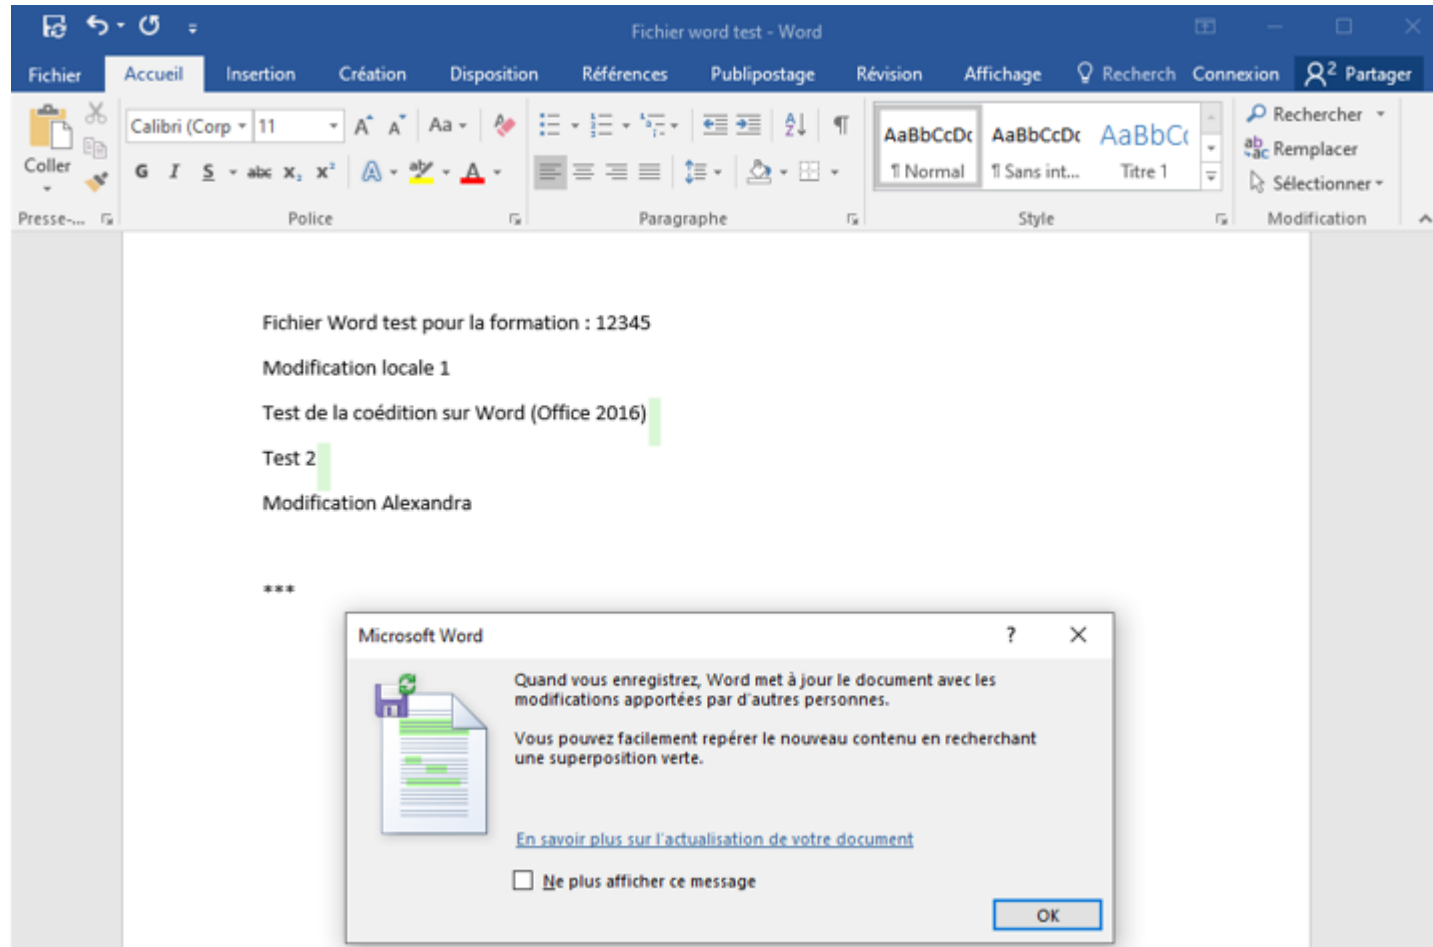 Fichier word test - Word
Fichier Accueil Insertion Création Disposition Références Publipostage Révision Affichage Recherch Connexion Partager
Coller
Calibri (Corp 11 A A Aa
G I S abc x₂ x² A aby A
AaBbCcDc AaBbCcDc AaBbC
¶ Normal ¶ Sans int... Titre 1
Rechercher
Remplacer
Sélectionner
Presse-... Police Paragraphe Style Modification
Fichier Word test pour la formation : 12345
Modification locale 1
Test de la coédition sur Word (Office 2016)
Test 2
Modification Alexandra
***
Microsoft Word ?
Quand vous enregistrez, Word met à jour le document avec les
modifications apportées par d'autres personnes.
Vous pouvez facilement repérer le nouveau contenu en recherchant
une superposition verte.
En savoir plus sur l'actualisation de votre document
Ne plus afficher ce message
OK